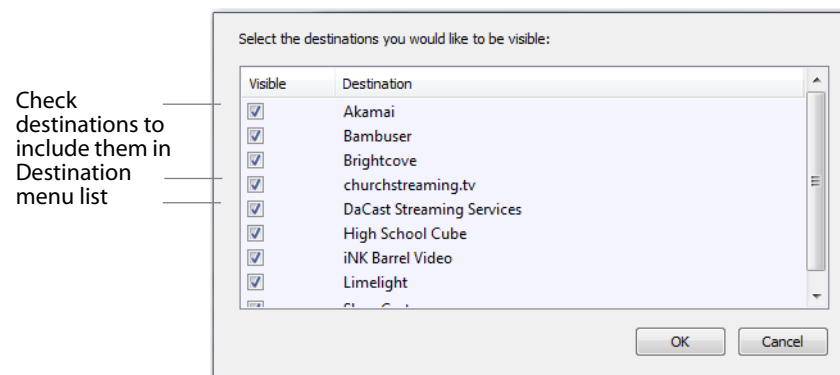 Select the destinations you would like to be visible:
Visible Destination
Check
destinations to
include them in
Destination
menu list
Akamai
Bambuser
Brightcove
churchstreaming.tv
DaCast Streaming Services
High School Cube
iNK Barrel Video
Limelight
OK Cancel